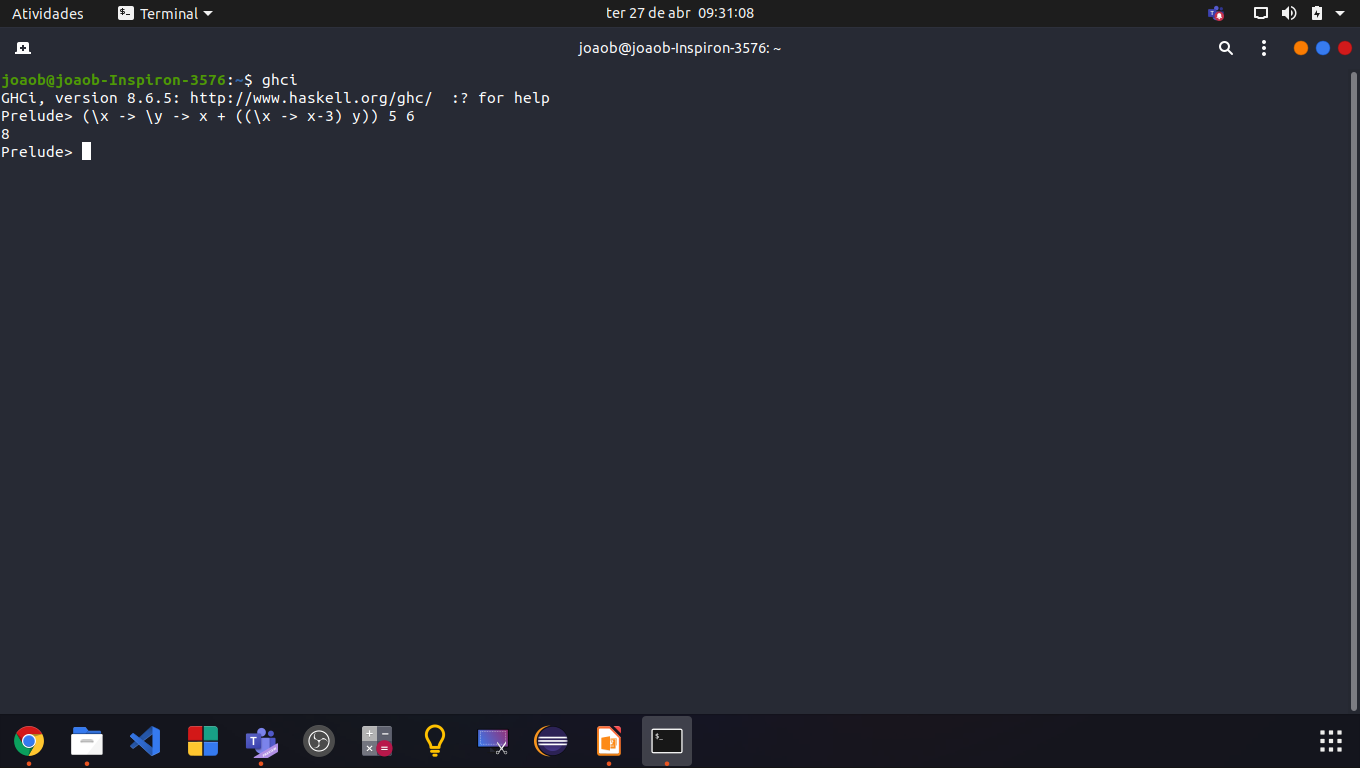 Atividades Terminal ter 27 de abr 09:31:08
joaob@joaob-Inspiron-3576: ~
joaob@joaob-Inspiron-3576:~$ ghci
GHCi, version 8.6.5: http://www.haskell.org/ghc/  :? for help
Prelude> (\x -> \y -> x + ((\x -> x-3) y)) 5 6
8
Prelude>